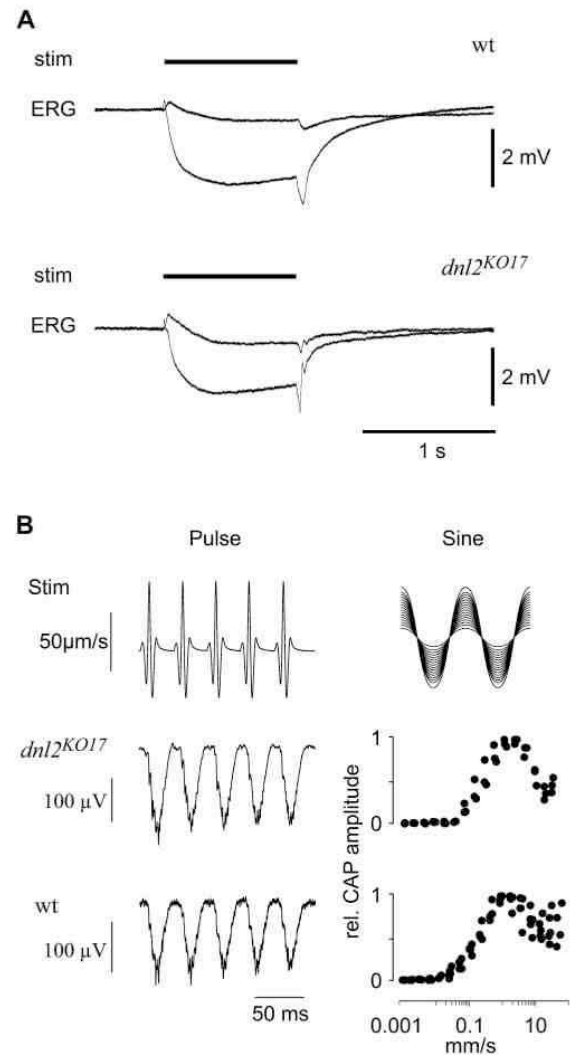 A
wt
stim
ERG
2 mV
dnl2KO17
stim
ERG
2 mV
1 s
B
Pulse
Sine
Stim
50µm/s
dnl2KO17
100 µV
1
0
rel. CAP amplitude
wt
100 µV
1
0
50 ms
0.001 0.1 10
mm/s